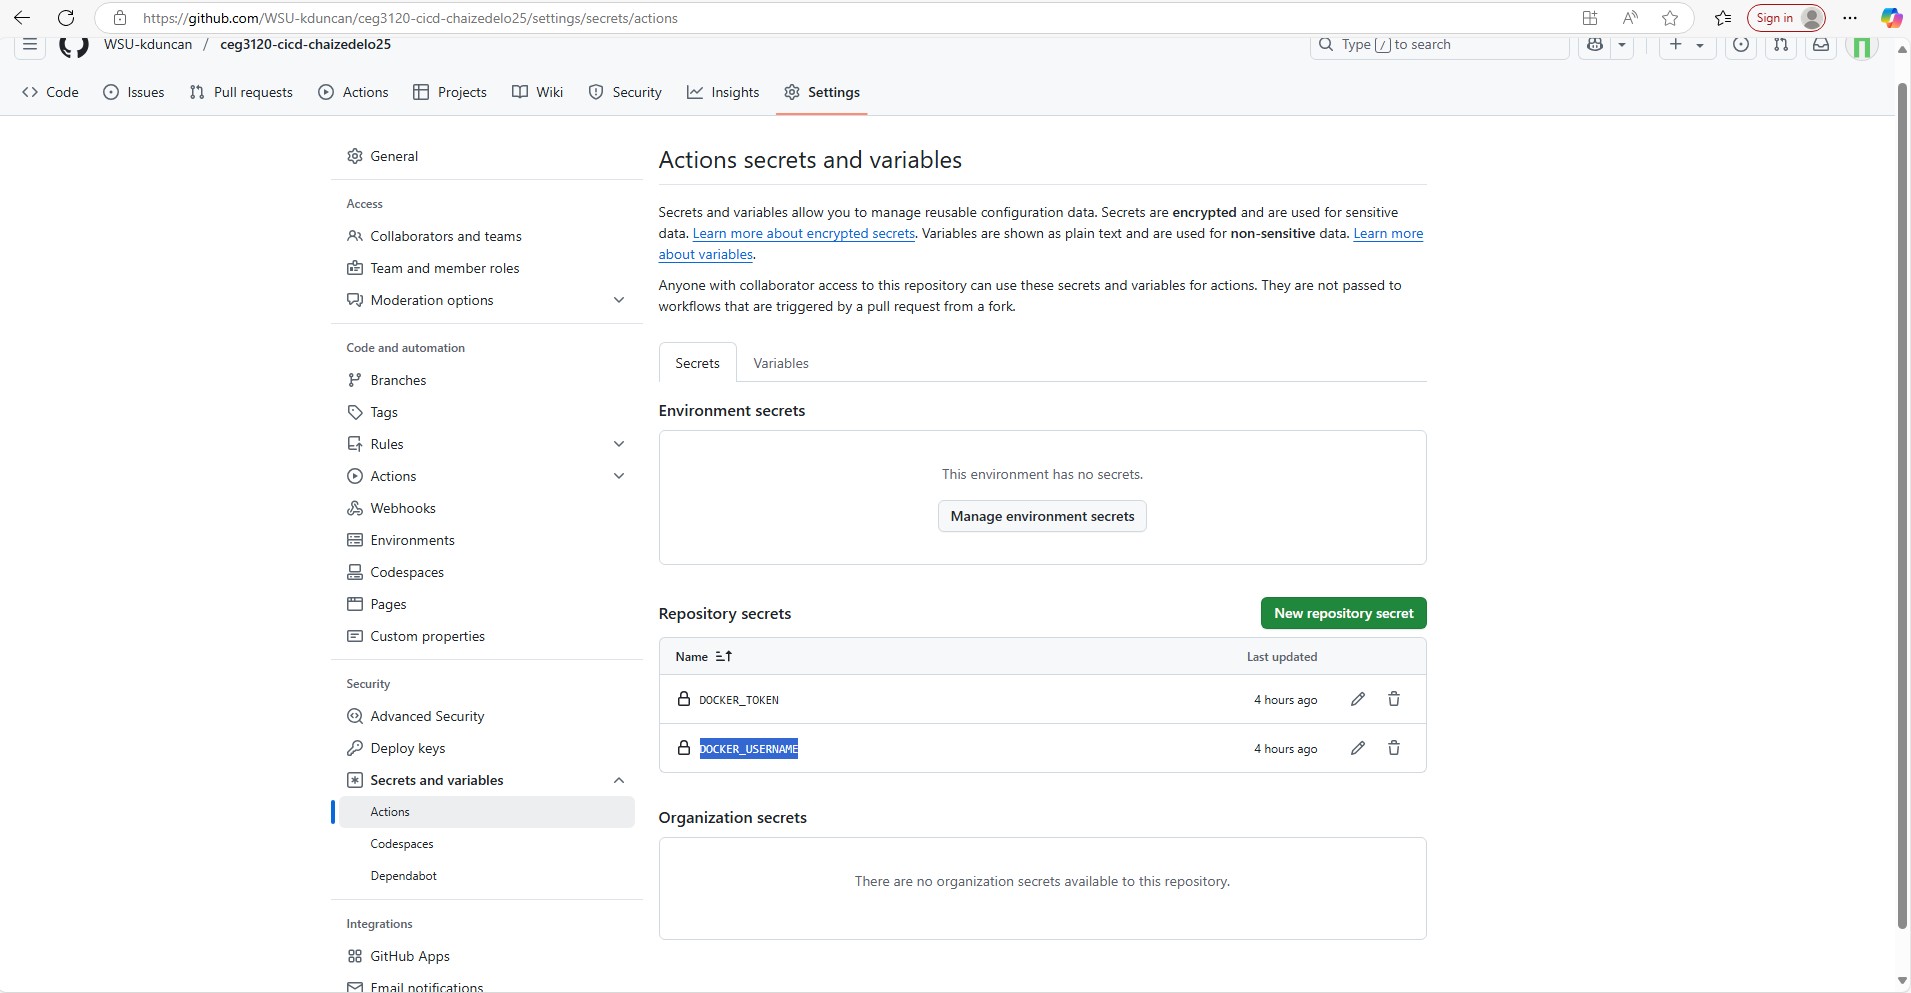 https://github.com/WSU-kduncan/ceg3120-cicd-chaizedelo25/settings/secrets/actions
Sign in
WSU-kduncan / ceg3120-cicd-chaizedelo25
Type / to search
Code Issues Pull requests Actions Projects Wiki Security Insights Settings
General
Access
Collaborators and teams
Team and member roles
Moderation options
Code and automation
Branches
Tags
Rules
Actions
Webhooks
Environments
Codespaces
Pages
Custom properties
Security
Advanced Security
Deploy keys
Secrets and variables
Actions
Codespaces
Dependabot
Integrations
GitHub Apps
Email notifications
Actions secrets and variables
Secrets and variables allow you to manage reusable configuration data. Secrets are encrypted and are used for sensitive
data. Learn more about encrypted secrets. Variables are shown as plain text and are used for non-sensitive data. Learn more
about variables.
Anyone with collaborator access to this repository can use these secrets and variables for actions. They are not passed to
workflows that are triggered by a pull request from a fork.
Secrets Variables
Environment secrets
This environment has no secrets.
Manage environment secrets
Repository secrets New repository secret
Name Last updated
DOCKER_TOKEN 4 hours ago
DOCKER_USERNAME 4 hours ago
Organization secrets
There are no organization secrets available to this repository.